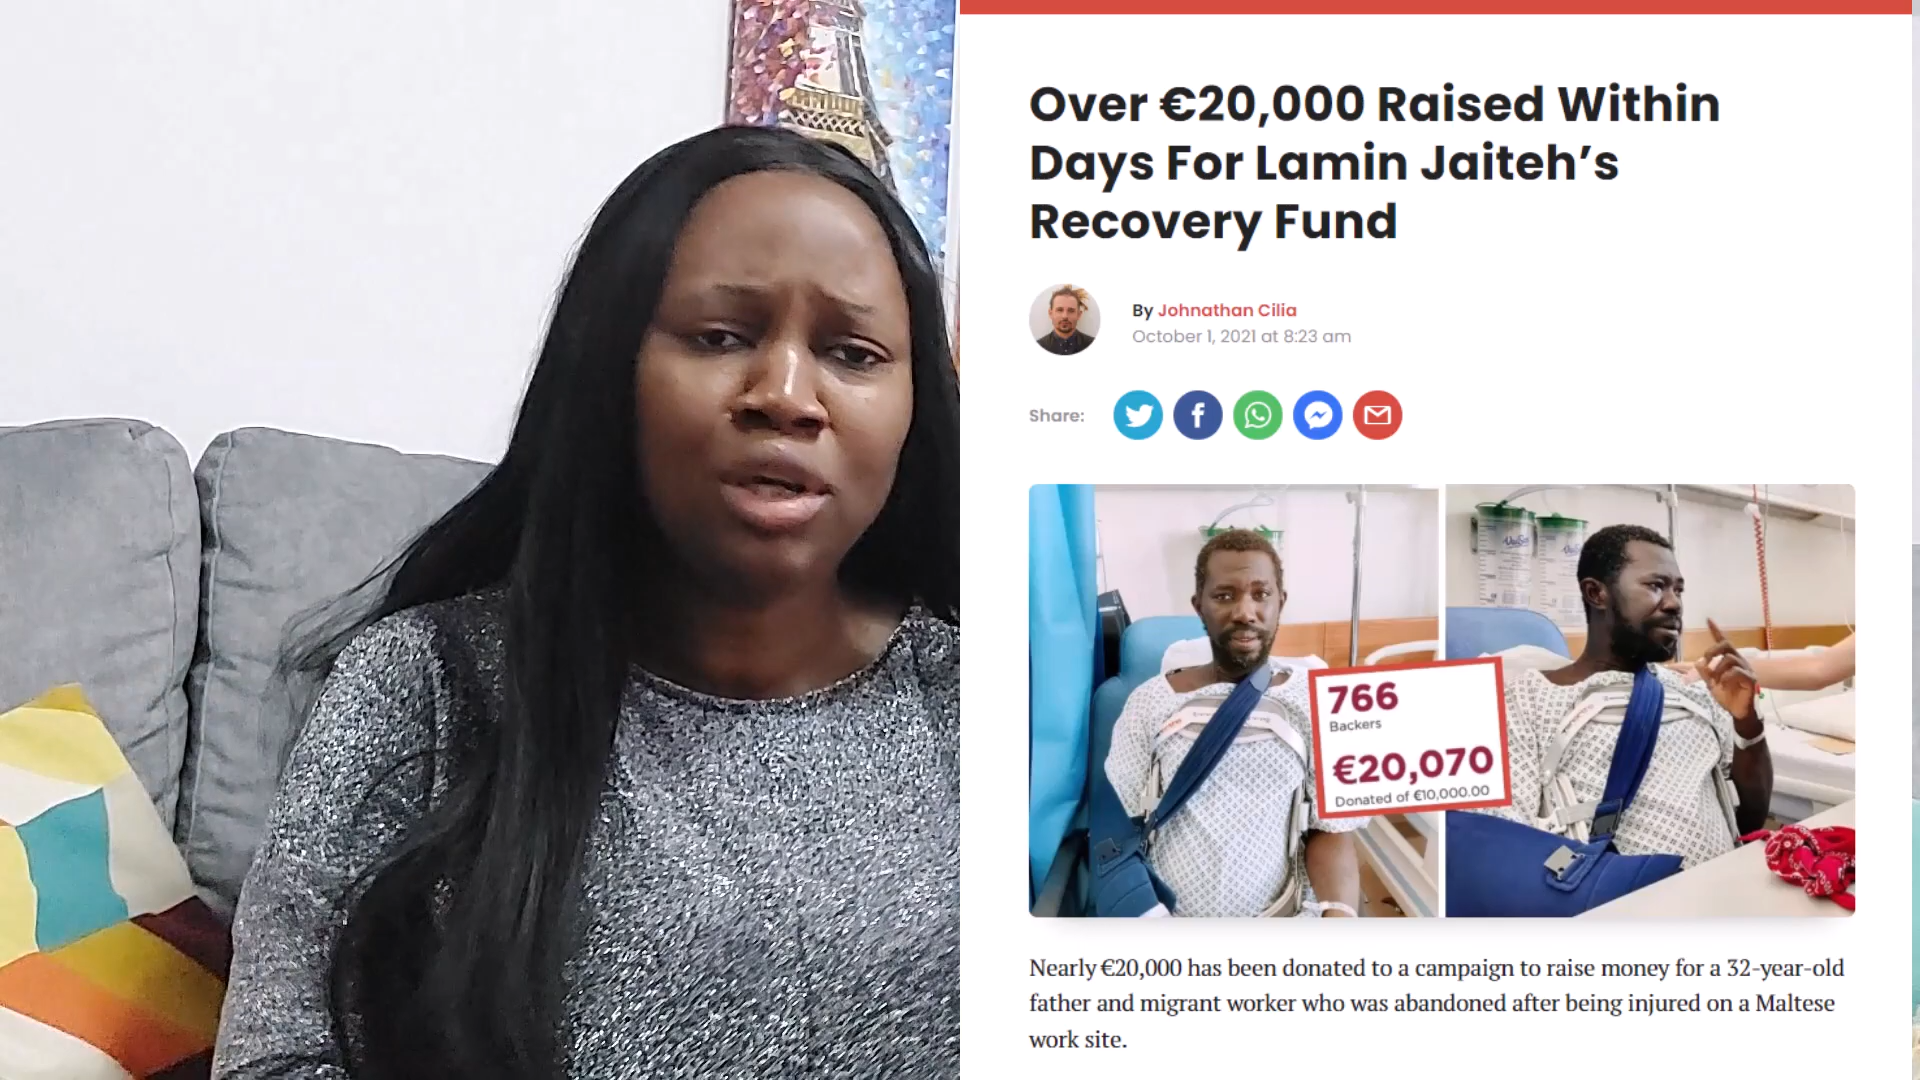 Over €20,000 Raised Within
Days For Lamin Jaiteh’s
Recovery Fund
By Johnathan Cilia
October 1, 2021 at 8:23 am
Share:
766
Backers
€20,070
Donated of €10,000.00
Nearly €20,000 has been donated to a campaign to raise money for a 32-year-old
father and migrant worker who was abandoned after being injured on a Maltese
work site.